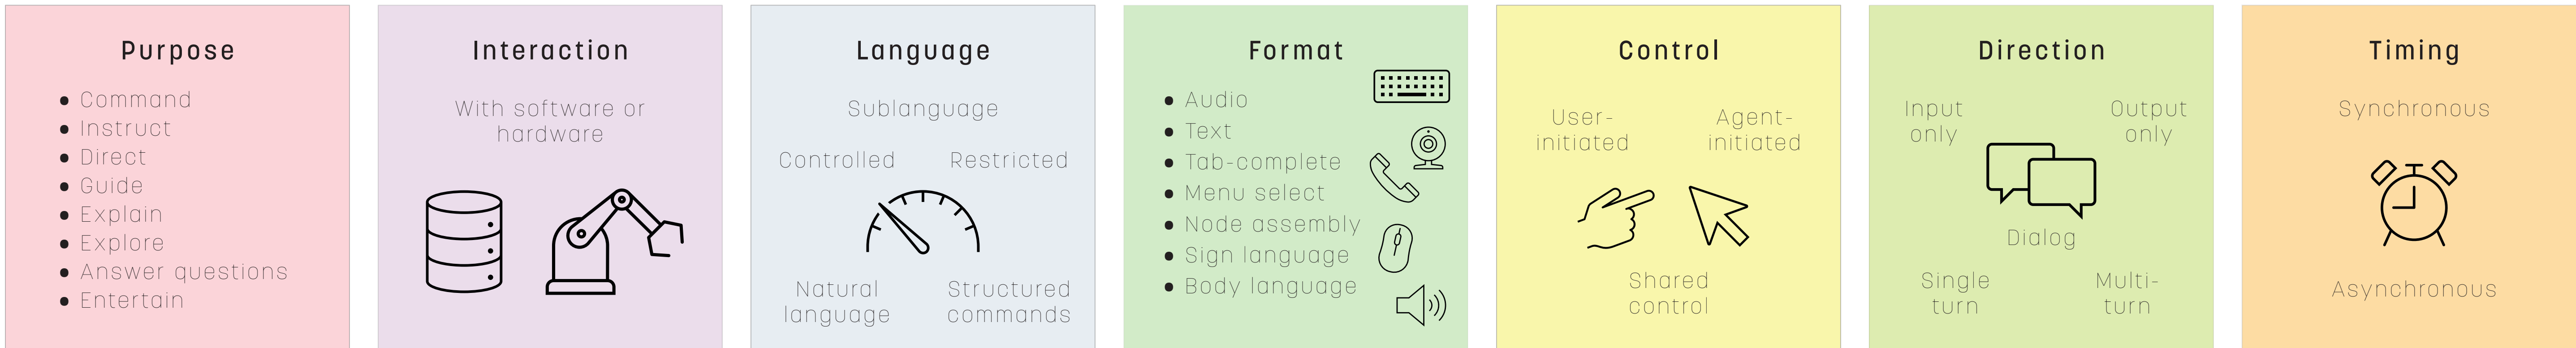 Purpose
Command
Instruct
Direct
Guide
Explain
Explore
Answer questions
Entertain
Interaction
With software or
hardware
Language
Sublanguage
Controlled
Restricted
Natural
language
Structured
commands
Format
Audio
Text
Tab-complete
Menu select
Node assembly
Sign language
Body language
Control
User-
initiated
Agent-
initiated
Shared
control
Direction
Input
only
Output
only
Dialog
Single
turn
Multi-
turn
Timing
Synchronous
Asynchronous